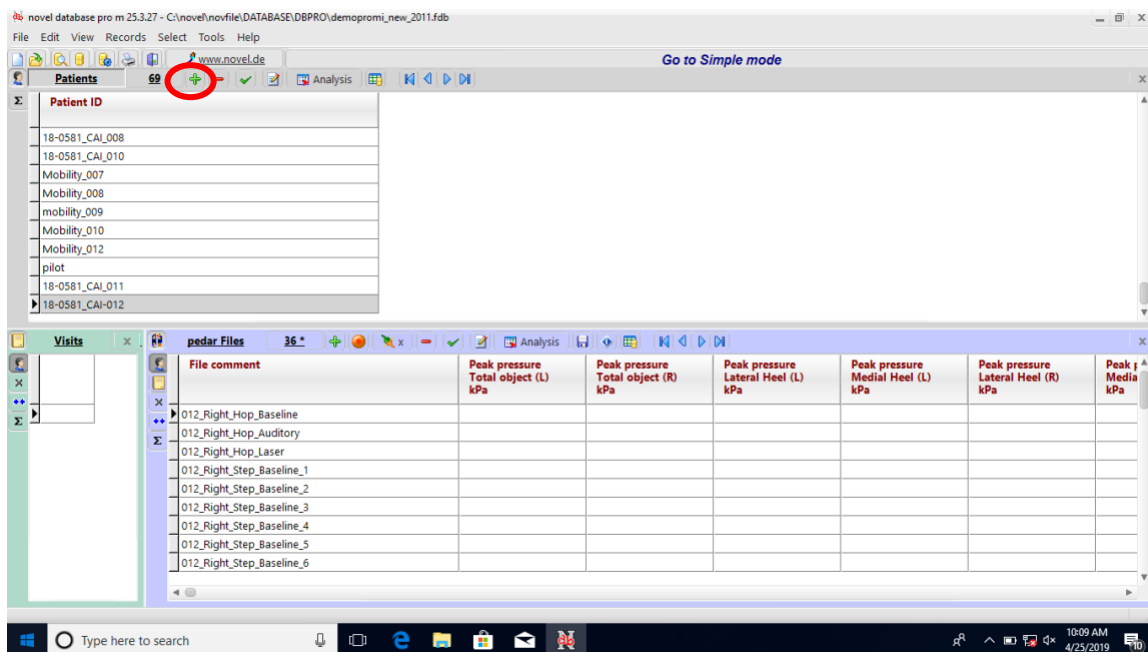 novel database pro m 25.3.27 - C:\novel\novfile\DATABASE\DBPRO\demopromi_new_2011.fdb
File Edit View Records Select Tools Help
www.novel.de
Go to Simple mode
Patients 69 Analysis
Σ Patient ID
18-0581_CAI_008
18-0581_CAI_010
Mobility_007
Mobility_008
mobility_009
Mobility_010
Mobility_012
pilot
18-0581_CAI_011
18-0581_CAI-012
Visits x
pedar Files 36 * x Analysis
File comment
Peak pressure Total object (L) kPa
Peak pressure Total object (R) kPa
Peak pressure Lateral Heel (L) kPa
Peak pressure Medial Heel (L) kPa
Peak pressure Lateral Heel (R) kPa
Media kPa
012_Right_Hop_Baseline
012_Right_Hop_Auditory
012_Right_Hop_Laser
012_Right_Step_Baseline_1
012_Right_Step_Baseline_2
012_Right_Step_Baseline_3
012_Right_Step_Baseline_4
012_Right_Step_Baseline_5
012_Right_Step_Baseline_6
Type here to search
10:09 AM
4/25/2019